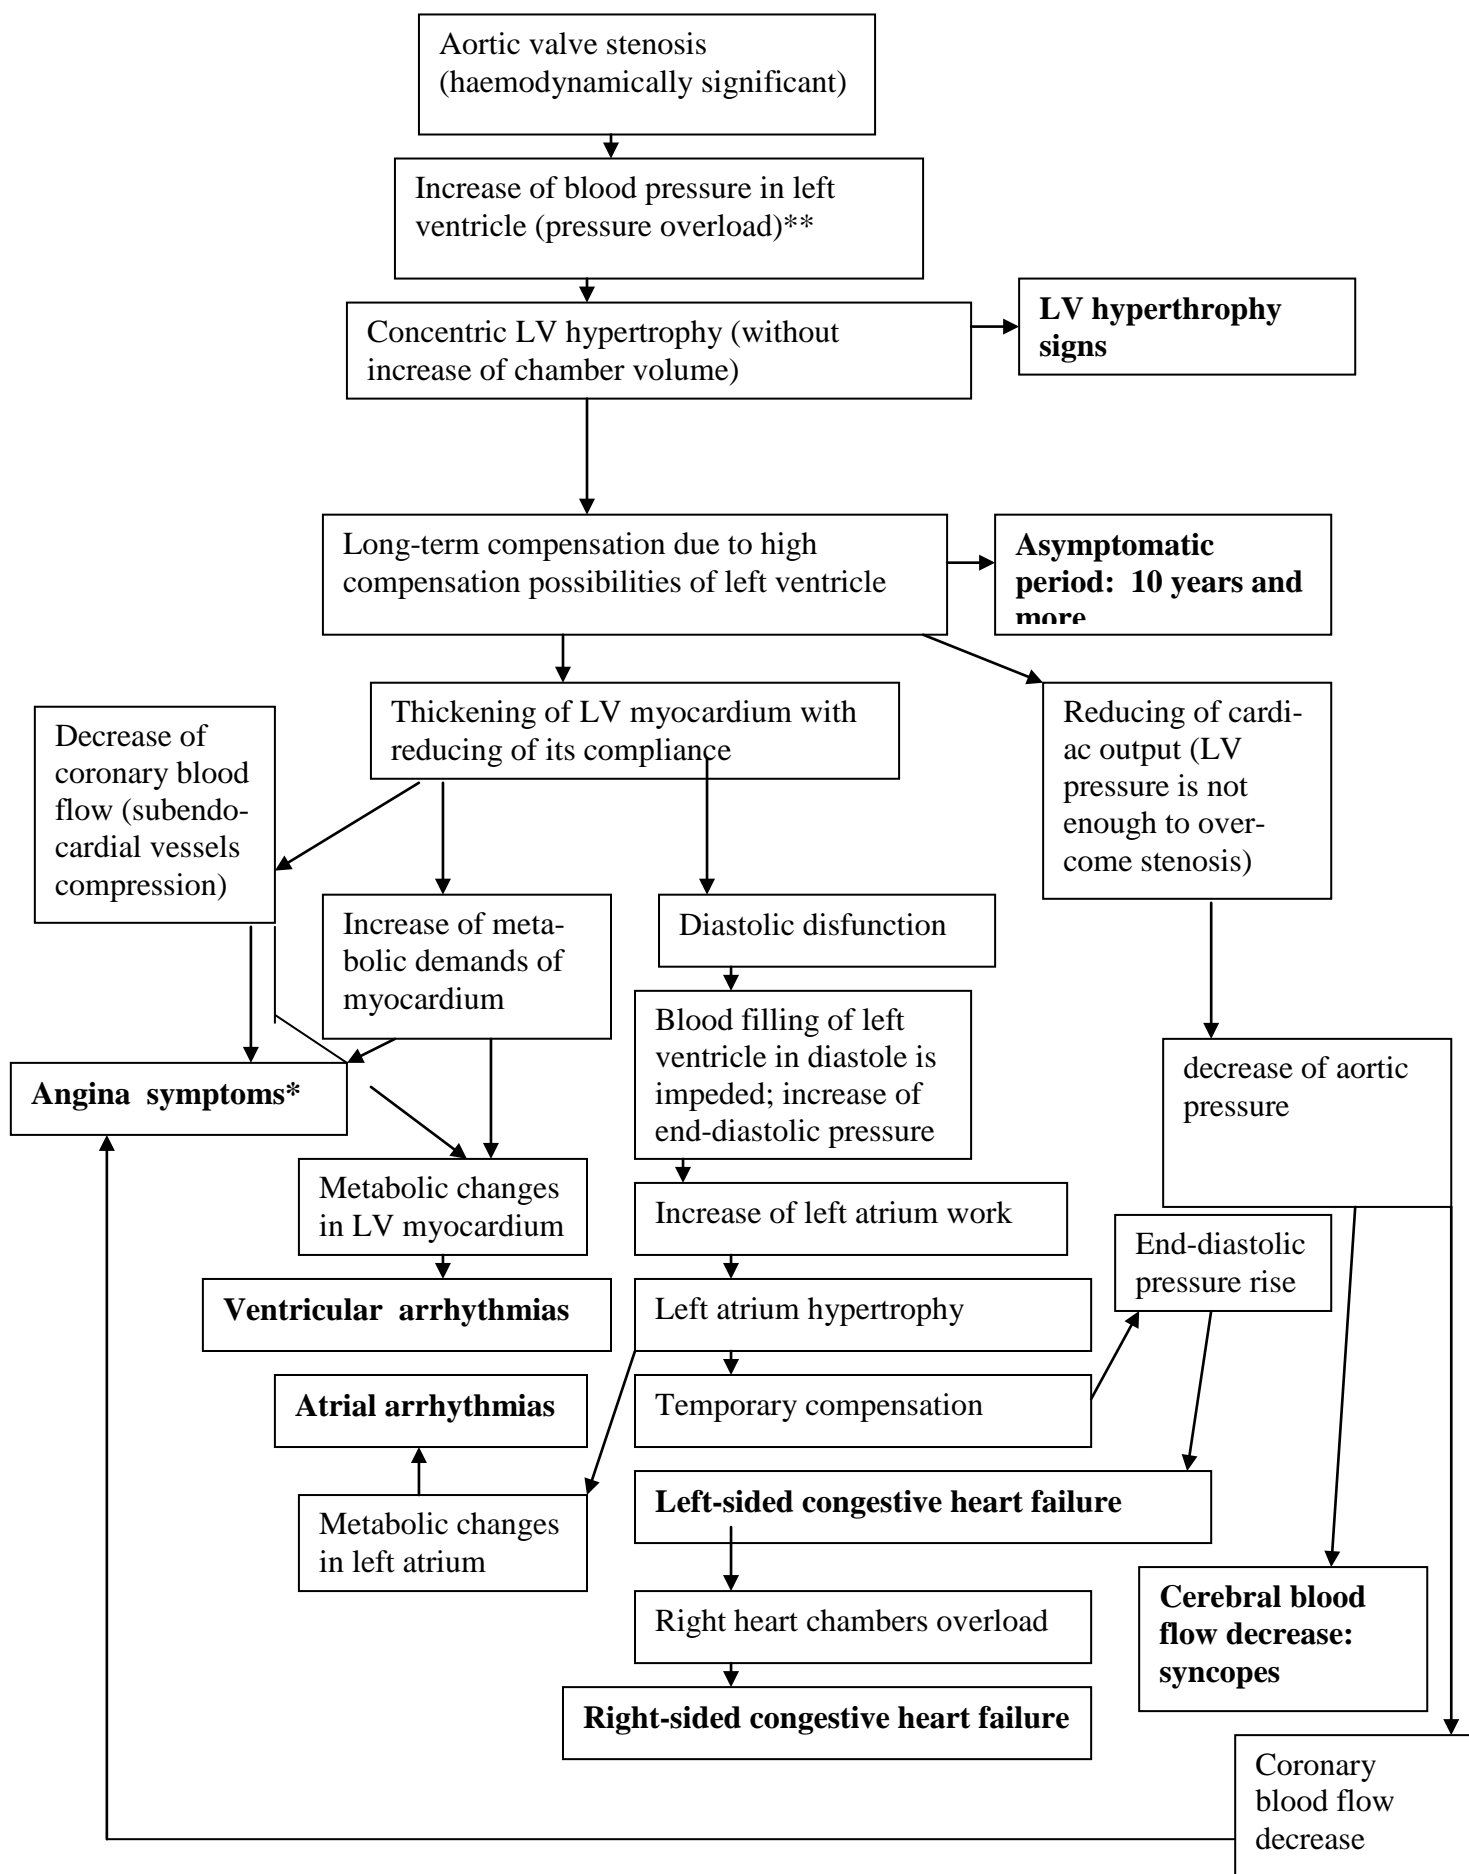 Aortic valve stenosis
(haemodynamically significant)
Increase of blood pressure in left
ventricle (pressure overload)**
Concentric LV hypertrophy (without
increase of chamber volume)
LV hyperthrophy
signs
Long-term compensation due to high
compensation possibilities of left ventricle
Asymptomatic
period:  10 years and
more
Thickening of LV myocardium with
reducing of its compliance
Decrease of
coronary blood
flow (subendo-
cardial vessels
compression)
Reducing of cardi-
ac output (LV
pressure is not
enough to over-
come stenosis)
Increase of meta-
bolic demands of
myocardium
Diastolic disfunction
Blood filling of left
ventricle in diastole is
impeded; increase of
end-diastolic pressure
decrease of aortic
pressure
Angina  symptoms*
Metabolic changes
in LV myocardium
Increase of left atrium work
End-diastolic
pressure rise
Ventricular  arrhythmias
Left atrium hypertrophy
Atrial arrhythmias
Temporary compensation
Left-sided congestive heart failure
Metabolic changes
in left atrium
Cerebral blood
flow decrease:
syncopes
Right heart chambers overload
Right-sided congestive heart failure
Coronary
blood flow
decrease